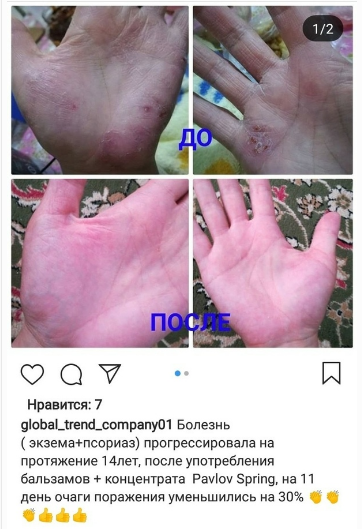 1/2
ДО
ПОСЛЕ
Нравится: 7
global_trend_company01 Болезнь
( экзема+псориаз) прогрессировала на
протяжение 14лет, после употребления
бальзамов + концентрата  Pavlov Spring, на 11
день очаги поражения уменьшились на 30% 👏👏
👏👍👍👍